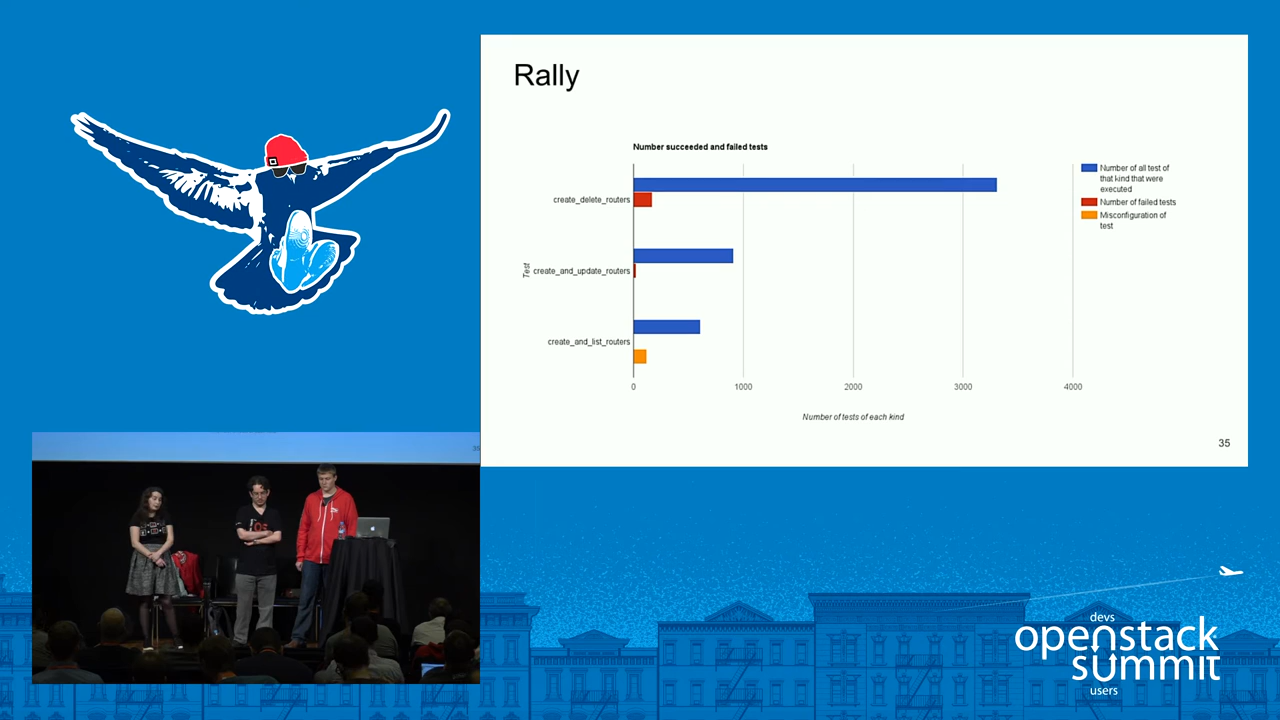 Rally
Number succeeded and failed tests
Number of all test of
that kind that were
executed
Number of failed tests
Misconfiguration of
test
create_delete_routers
create_and_update_routers
create_and_list_routers
Test
0 1000 2000 3000 4000
Number of tests of each kind
35
devs
openstack
summit
users